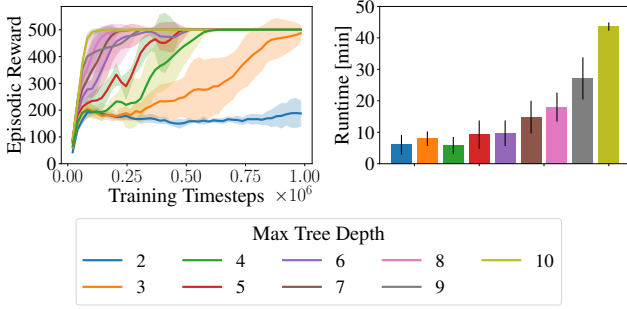 Episodic Reward
500
400
300
200
100
0
0.00 0.25 0.50 0.75 1.00
Training Timesteps ×10⁶
Runtime [min]
50
40
30
20
10
0
Max Tree Depth
2 4 6 8 10
3 5 7 9